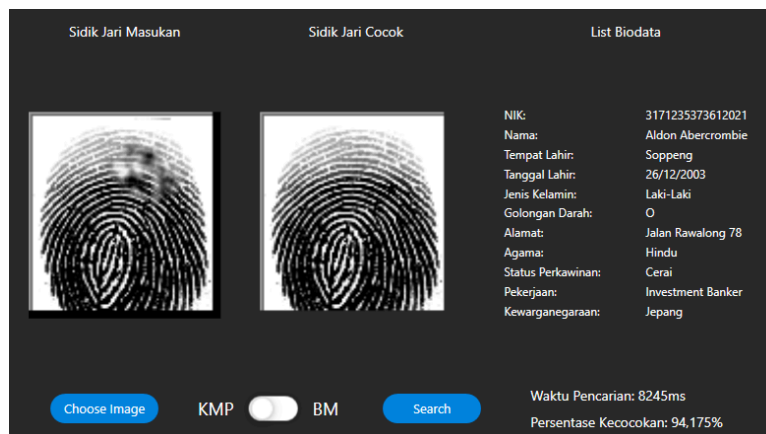 Sidik Jari Masukan
Sidik Jari Cocok
List Biodata
NIK: 3171235373612021
Nama: Aldon Abercrombie
Tempat Lahir: Soppeng
Tanggal Lahir: 26/12/2003
Jenis Kelamin: Laki-Laki
Golongan Darah: O
Alamat: Jalan Rawalong 78
Agama: Hindu
Status Perkawinan: Cerai
Pekerjaan: Investment Banker
Kewarganegaraan: Jepang
Choose Image
KMP
BM
Search
Waktu Pencarian: 8245ms
Persentase Kecocokan: 94,175%